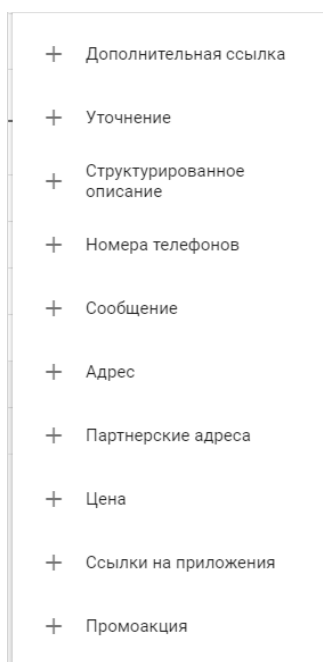 Дополнительная ссылка
Уточнение
Структурированное
описание
Номера телефонов
Сообщение
Адрес
Партнерские адреса
Цена
Ссылки на приложения
Промоакция